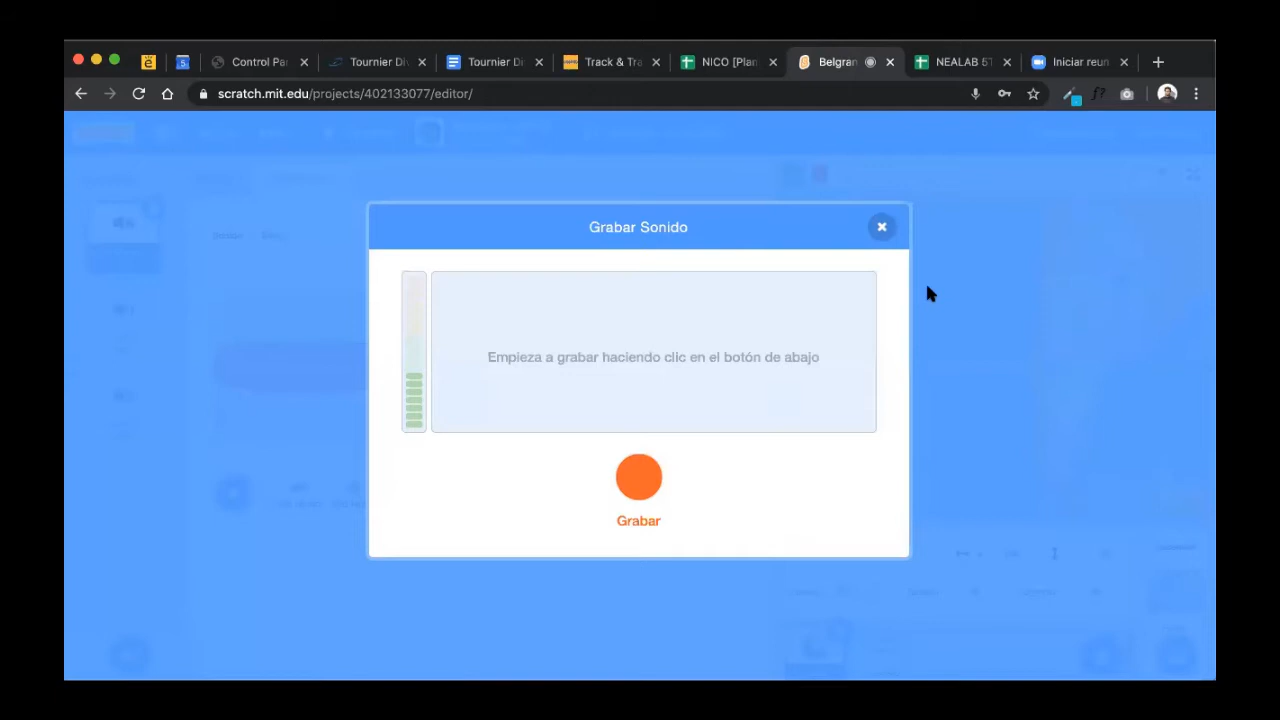 Control Pa
Tournier Di
Tournier Di
Track & Tra
NICO [Plan
Belgran
NEALAB 5T
Iniciar reun
scratch.mit.edu/projects/402133077/editor/
f?
Grabar Sonido
Empieza a grabar haciendo clic en el botón de abajo
Grabar